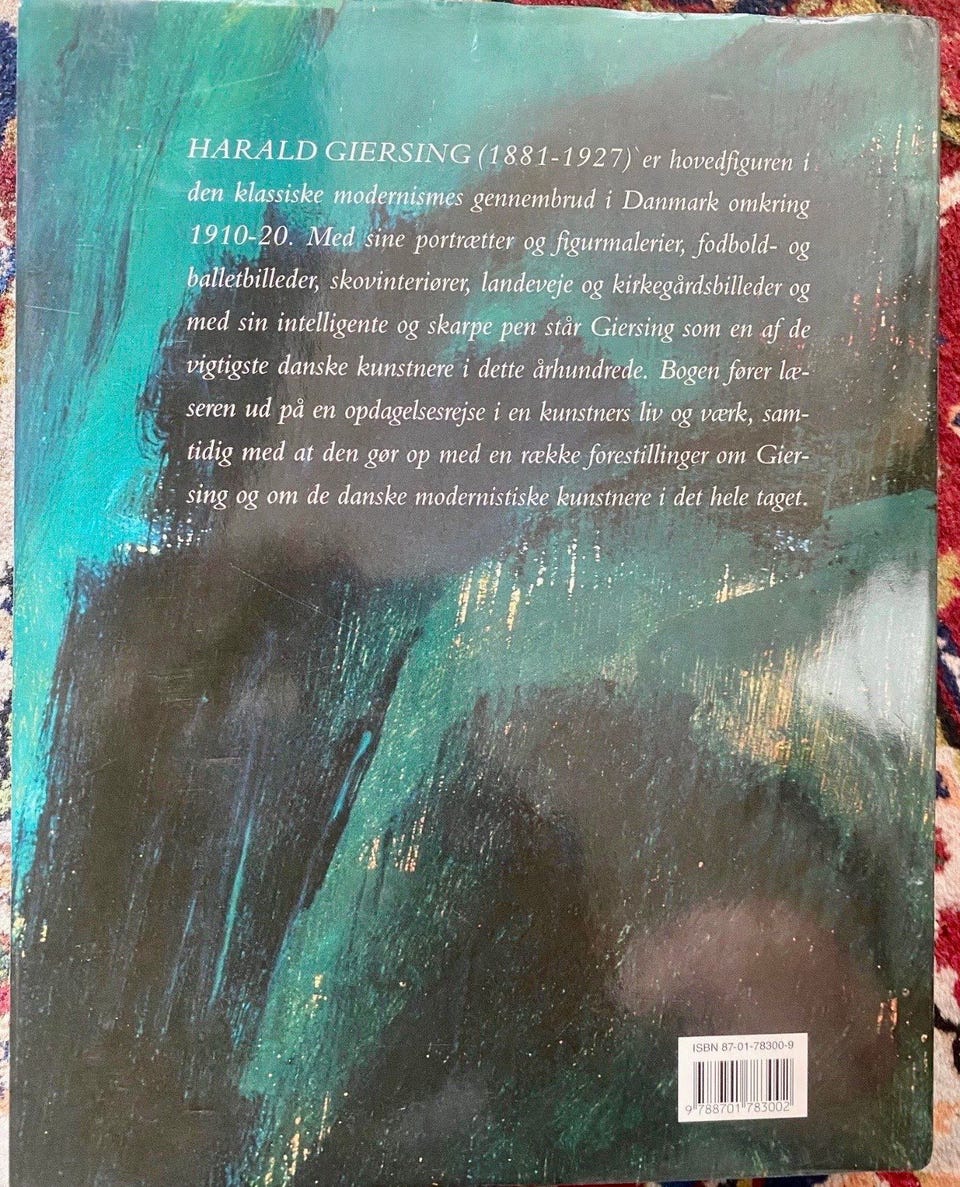 HARALD GIERSING (1881-1927) er hovedfiguren i
den klassiske modernismes gennembrud i Danmark omkring
1910-20. Med sine portrætter og figurmalerier, fodbold- og
balletbilleder, skovinteriører, landeveje og kirkegårdsbilleder og
med sin intelligente og skarpe pen står Giersing som en af de
vigtigste danske kunstnere i dette århundrede. Bogen fører læ-
seren ud på en opdagelsesrejse i en kunstners liv og værk, sam-
tidig med at den gør op med en række forestillinger om Gier-
sing og om de danske modernistiske kunstnere i det hele taget.
ISBN 87-01-78300-9
9 788701 783002